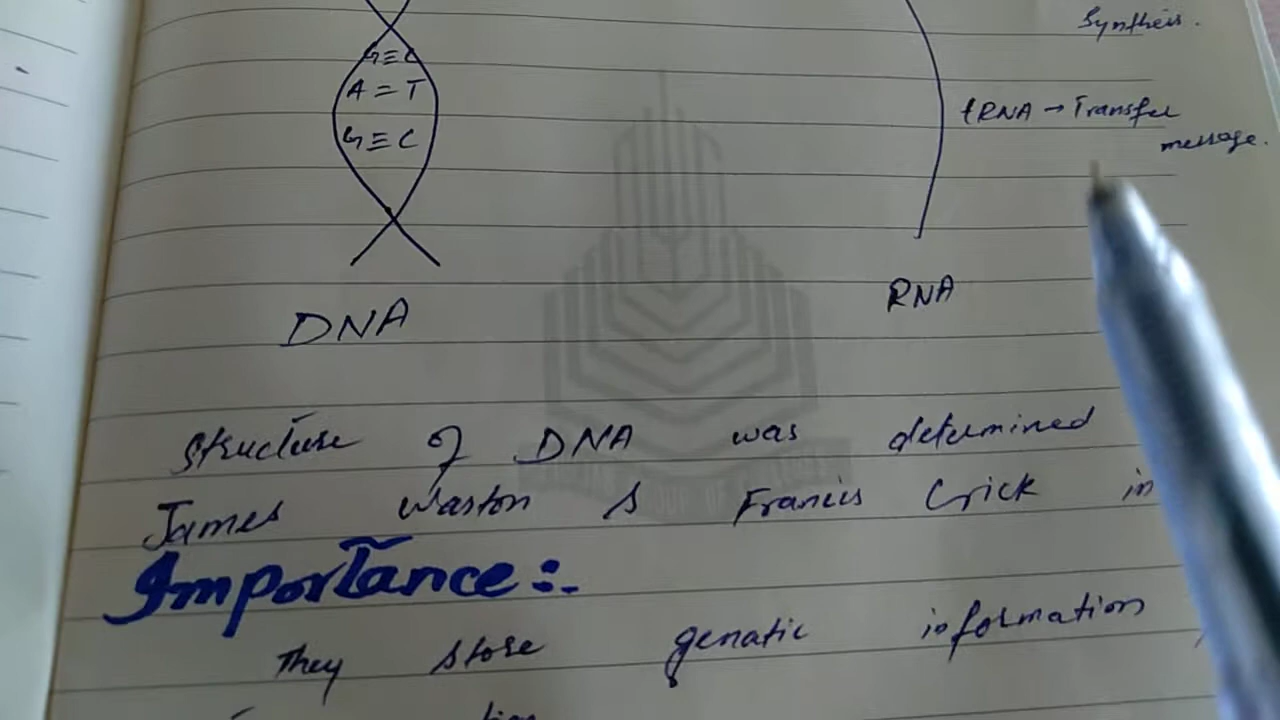 Synthesis.
G≡C
A = T
G≡C
tRNA → Transfer
message.
DNA
RNA
Structure of DNA was determined
James Waston & Francis Crick in
Importance:-
They store genatic information